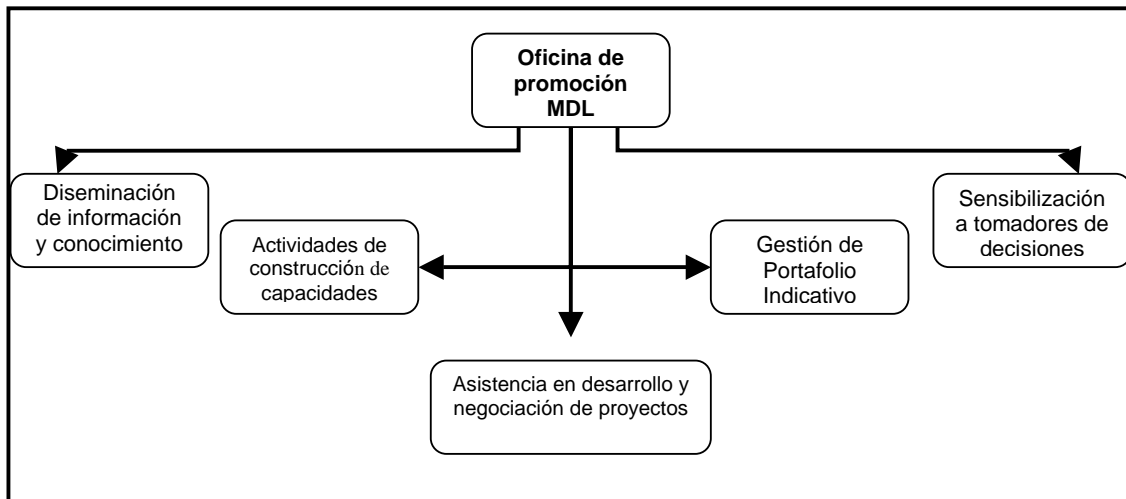 Oficina de
promoción
MDL
Diseminación
de información
y conocimiento
Sensibilización
a tomadores de
decisiones
Actividades de
construcción de
capacidades
Gestión de
Portafolio
Indicativo
Asistencia en desarrollo y
negociación de proyectos